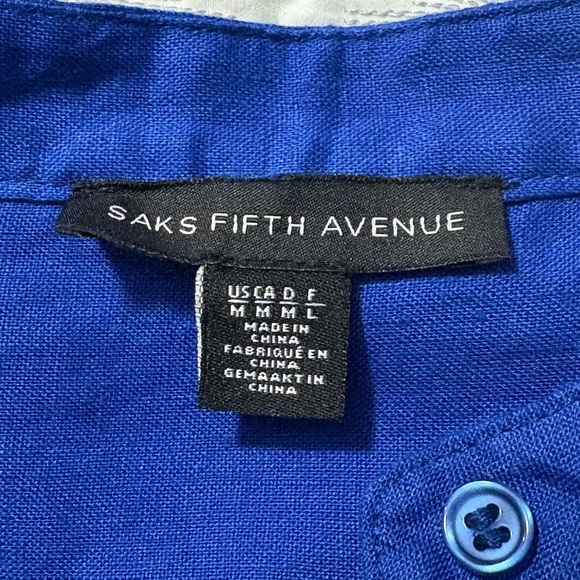 SAKS FIFTH AVENUE
US CA D F
M M M L
MADE IN
CHINA
FABRIQUÉ EN
CHINA
GEMAAKT IN
CHINA